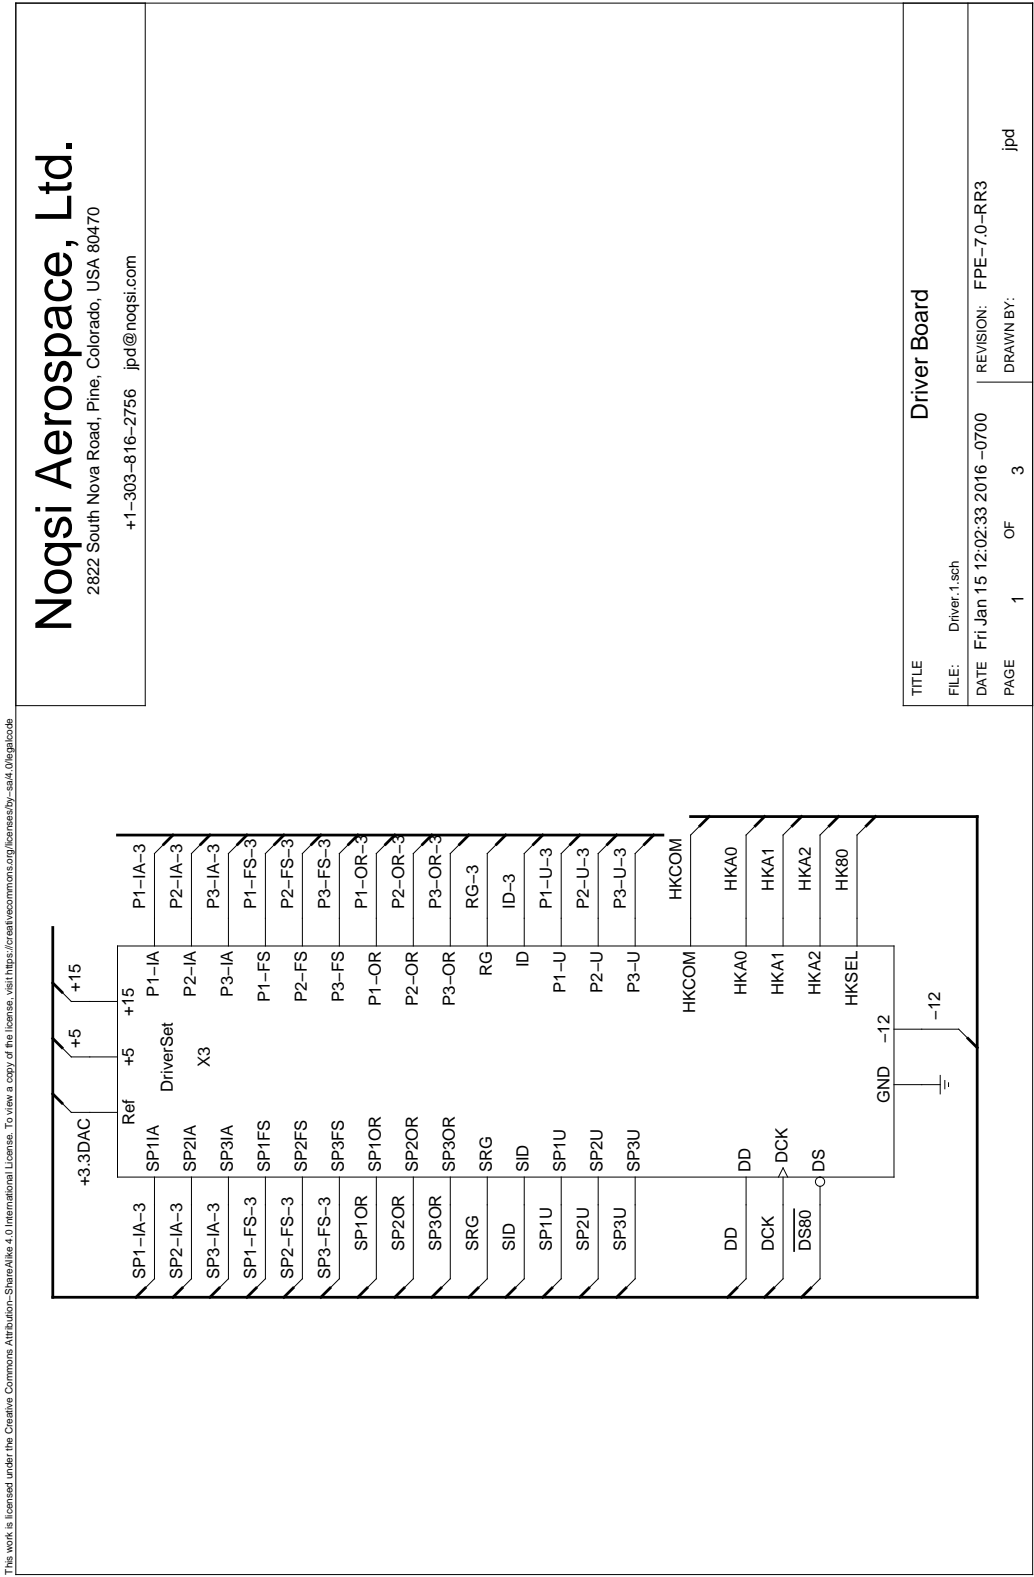 This work is licensed under the Creative Commons Attribution−ShareAlike 4.0 International License. To view a copy of the license, visit https://creativecommons.org/licenses/by−sa/4.0/legalcode
Noqsi Aerospace, Ltd.
2822 South Nova Road, Pine, Colorado, USA 80470
+1−303−816−2756 jpd@noqsi.com
+3.3DAC
+5
+15
Ref
+5
+15
DriverSet
X3
SP1−IA−3 SP1IA P1−IA P1−IA−3
SP2−IA−3 SP2IA P2−IA P2−IA−3
SP3−IA−3 SP3IA P3−IA P3−IA−3
SP1−FS−3 SP1FS P1−FS P1−FS−3
SP2−FS−3 SP2FS P2−FS P2−FS−3
SP3−FS−3 SP3FS P3−FS P3−FS−3
SP1OR SP1OR P1−OR P1−OR−3
SP2OR SP2OR P2−OR P2−OR−3
SP3OR SP3OR P3−OR P3−OR−3
SRG SRG RG RG−3
SID SID ID ID−3
SP1U SP1U P1−U P1−U−3
SP2U SP2U P2−U P2−U−3
SP3U SP3U P3−U P3−U−3
HKCOM HKCOM
DD DD HKA0 HKA0
DCK DCK HKA1 HKA1
DS80 DS HKA2 HKA2
HKSEL HK80
GND −12
−12
TITLE
Driver Board
FILE: Driver.1.sch
DATE Fri Jan 15 12:02:33 2016 −0700 REVISION: FPE−7.0−RR3
PAGE 1 OF 3 DRAWN BY: jpd